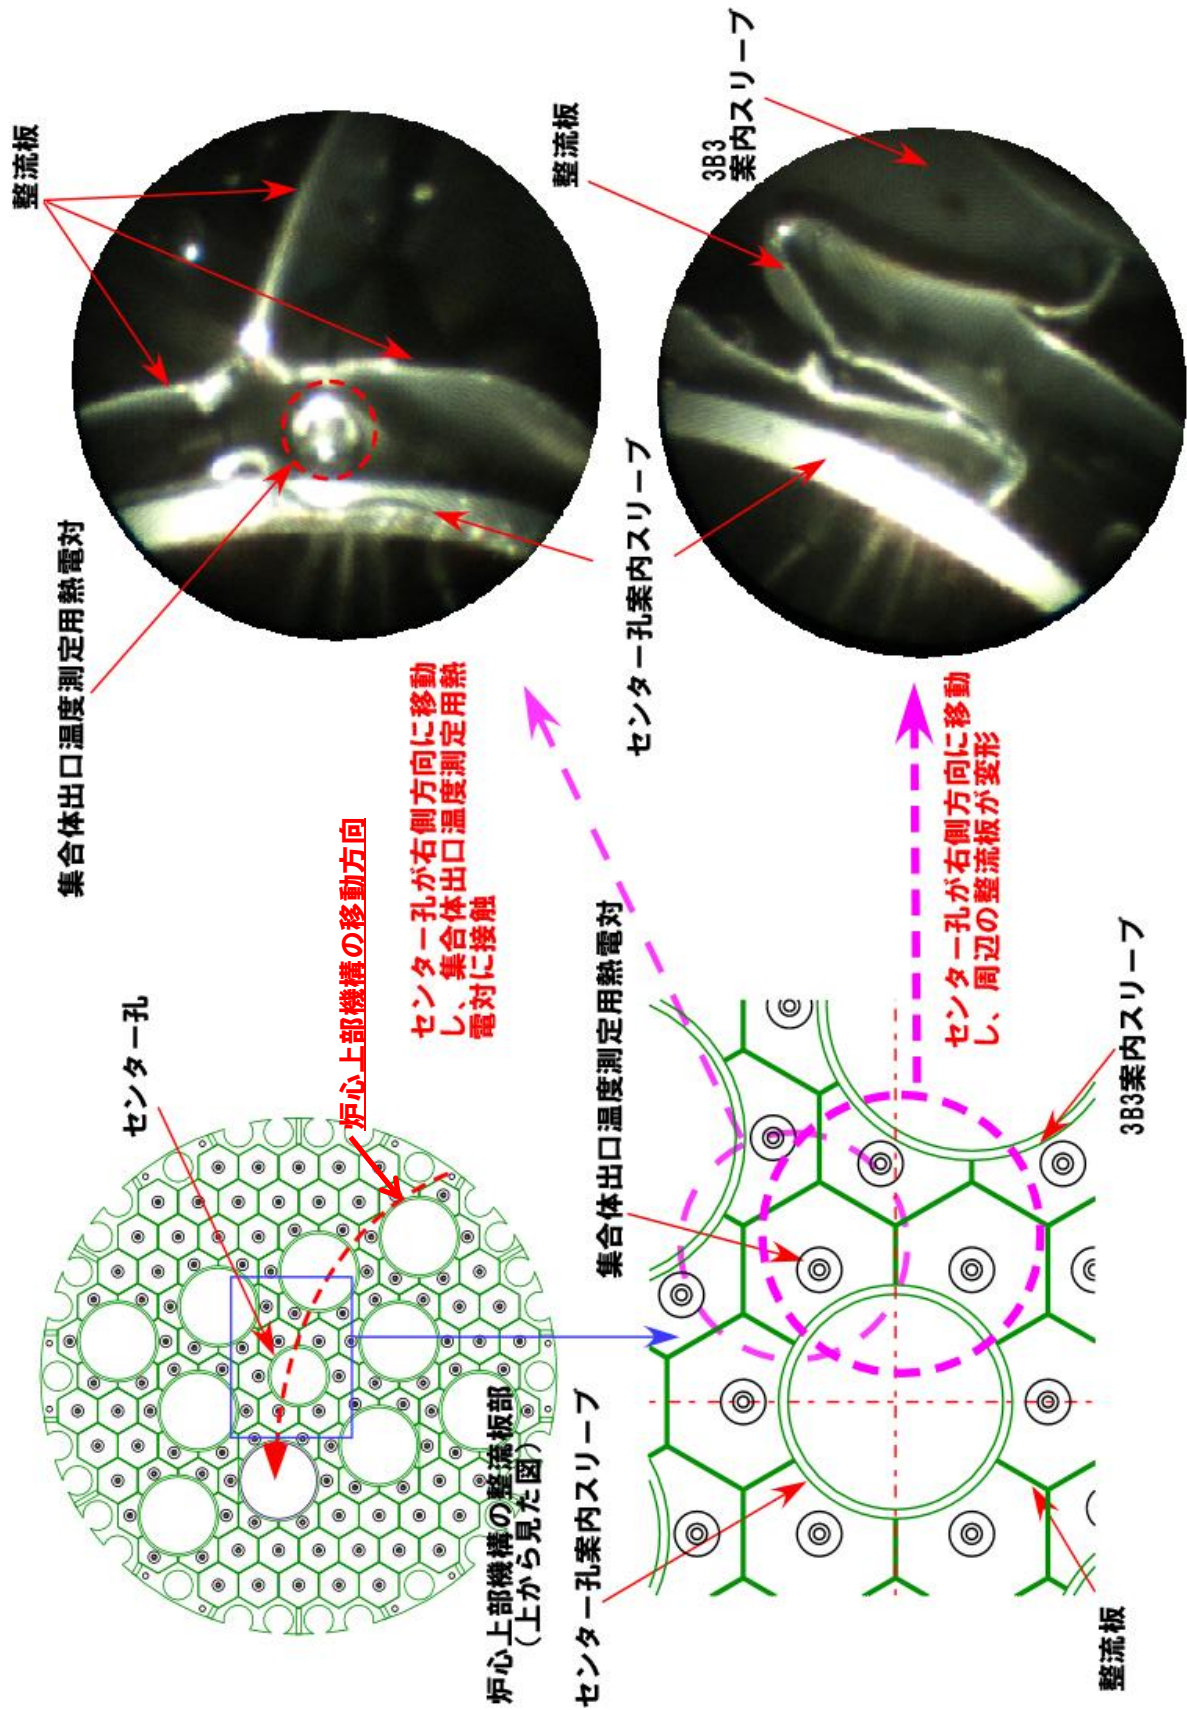 センター孔
炉心上部機構の移動方向
炉心上部機構の整流板部
（上から見た図）
集合体出口温度測定用熱電対
整流板
センター孔が右側方向に移動
し、集合体出口温度測定用熱
電対に接触
センター孔案内スリーブ
集合体出口温度測定用熱電対
センター孔案内スリーブ
整流板
3B3案内スリーブ
センター孔が右側方向に移動
し、周辺の整流板が変形
整流板
3B3
案内スリーブ